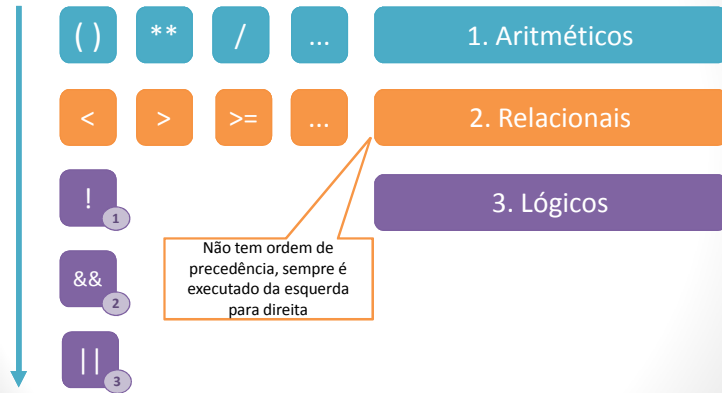 ( ) ** / ... 1. Aritméticos
< > >= ... 2. Relacionais
! 1 3. Lógicos
Não tem ordem de
precedência, sempre é
executado da esquerda
para direita
&& 2
|| 3